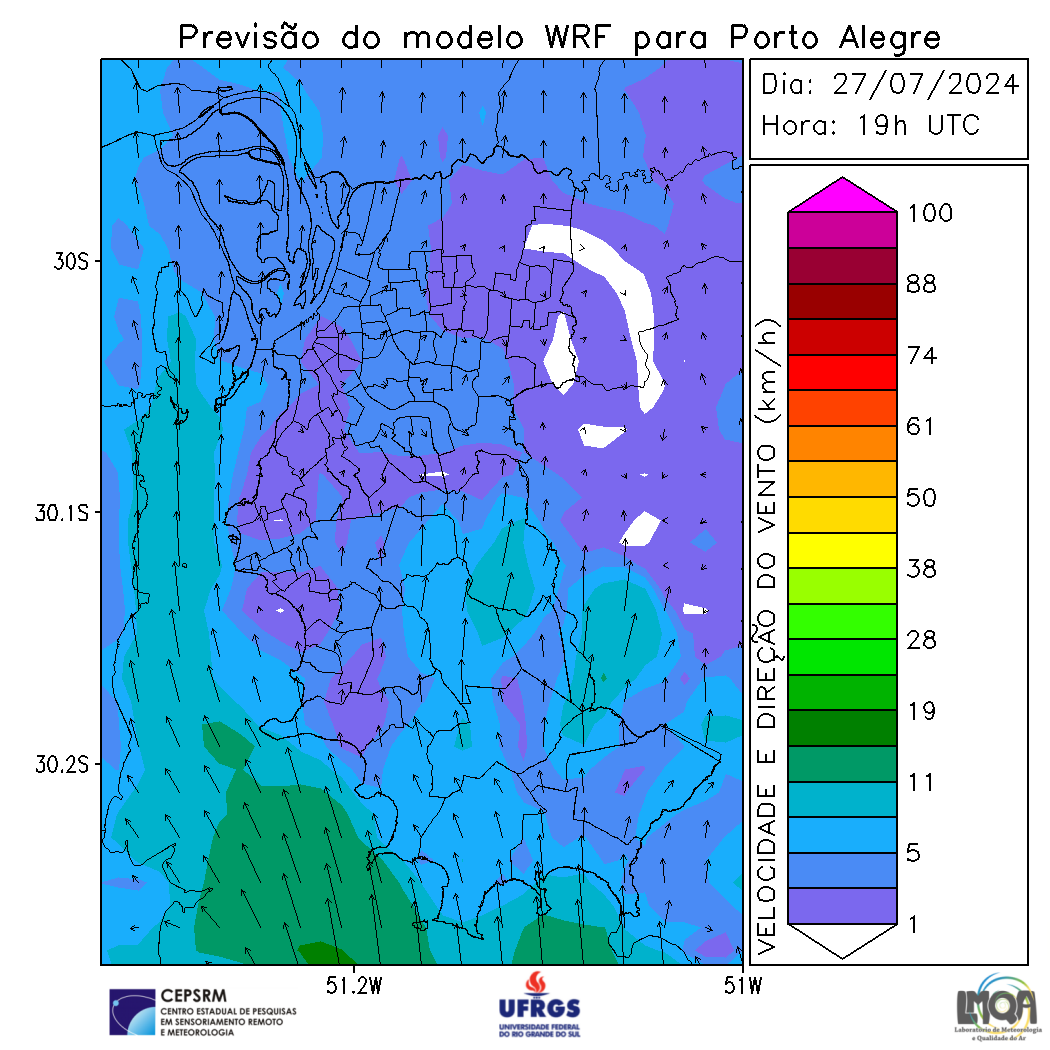 Previsão do modelo WRF para Porto Alegre
Dia: 27/07/2024
Hora: 19h UTC
30S
30.1S
30.2S
51.2W
51W
VELOCIDADE E DIREÇÃO DO VENTO (km/h)
100
88
74
61
50
38
28
19
11
5
1
CEPSRM
CENTRO ESTADUAL DE PESQUISAS
EM SENSORIAMENTO REMOTO
E METEOROLOGIA
UFRGS
UNIVERSIDADE FEDERAL
DO RIO GRANDE DO SUL
LMQA
Laboratório de Meteorologia
e Qualidade do Ar